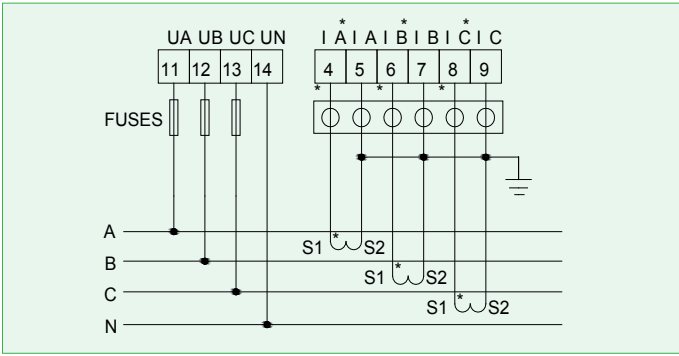 UA UB UC UN
* * *
I A I A I B I B I C I C
11 12 13 14
4 5 6 7 8 9
* * *
FUSES
A
* S1 S2
B
* S1 S2
C
* S1 S2
N